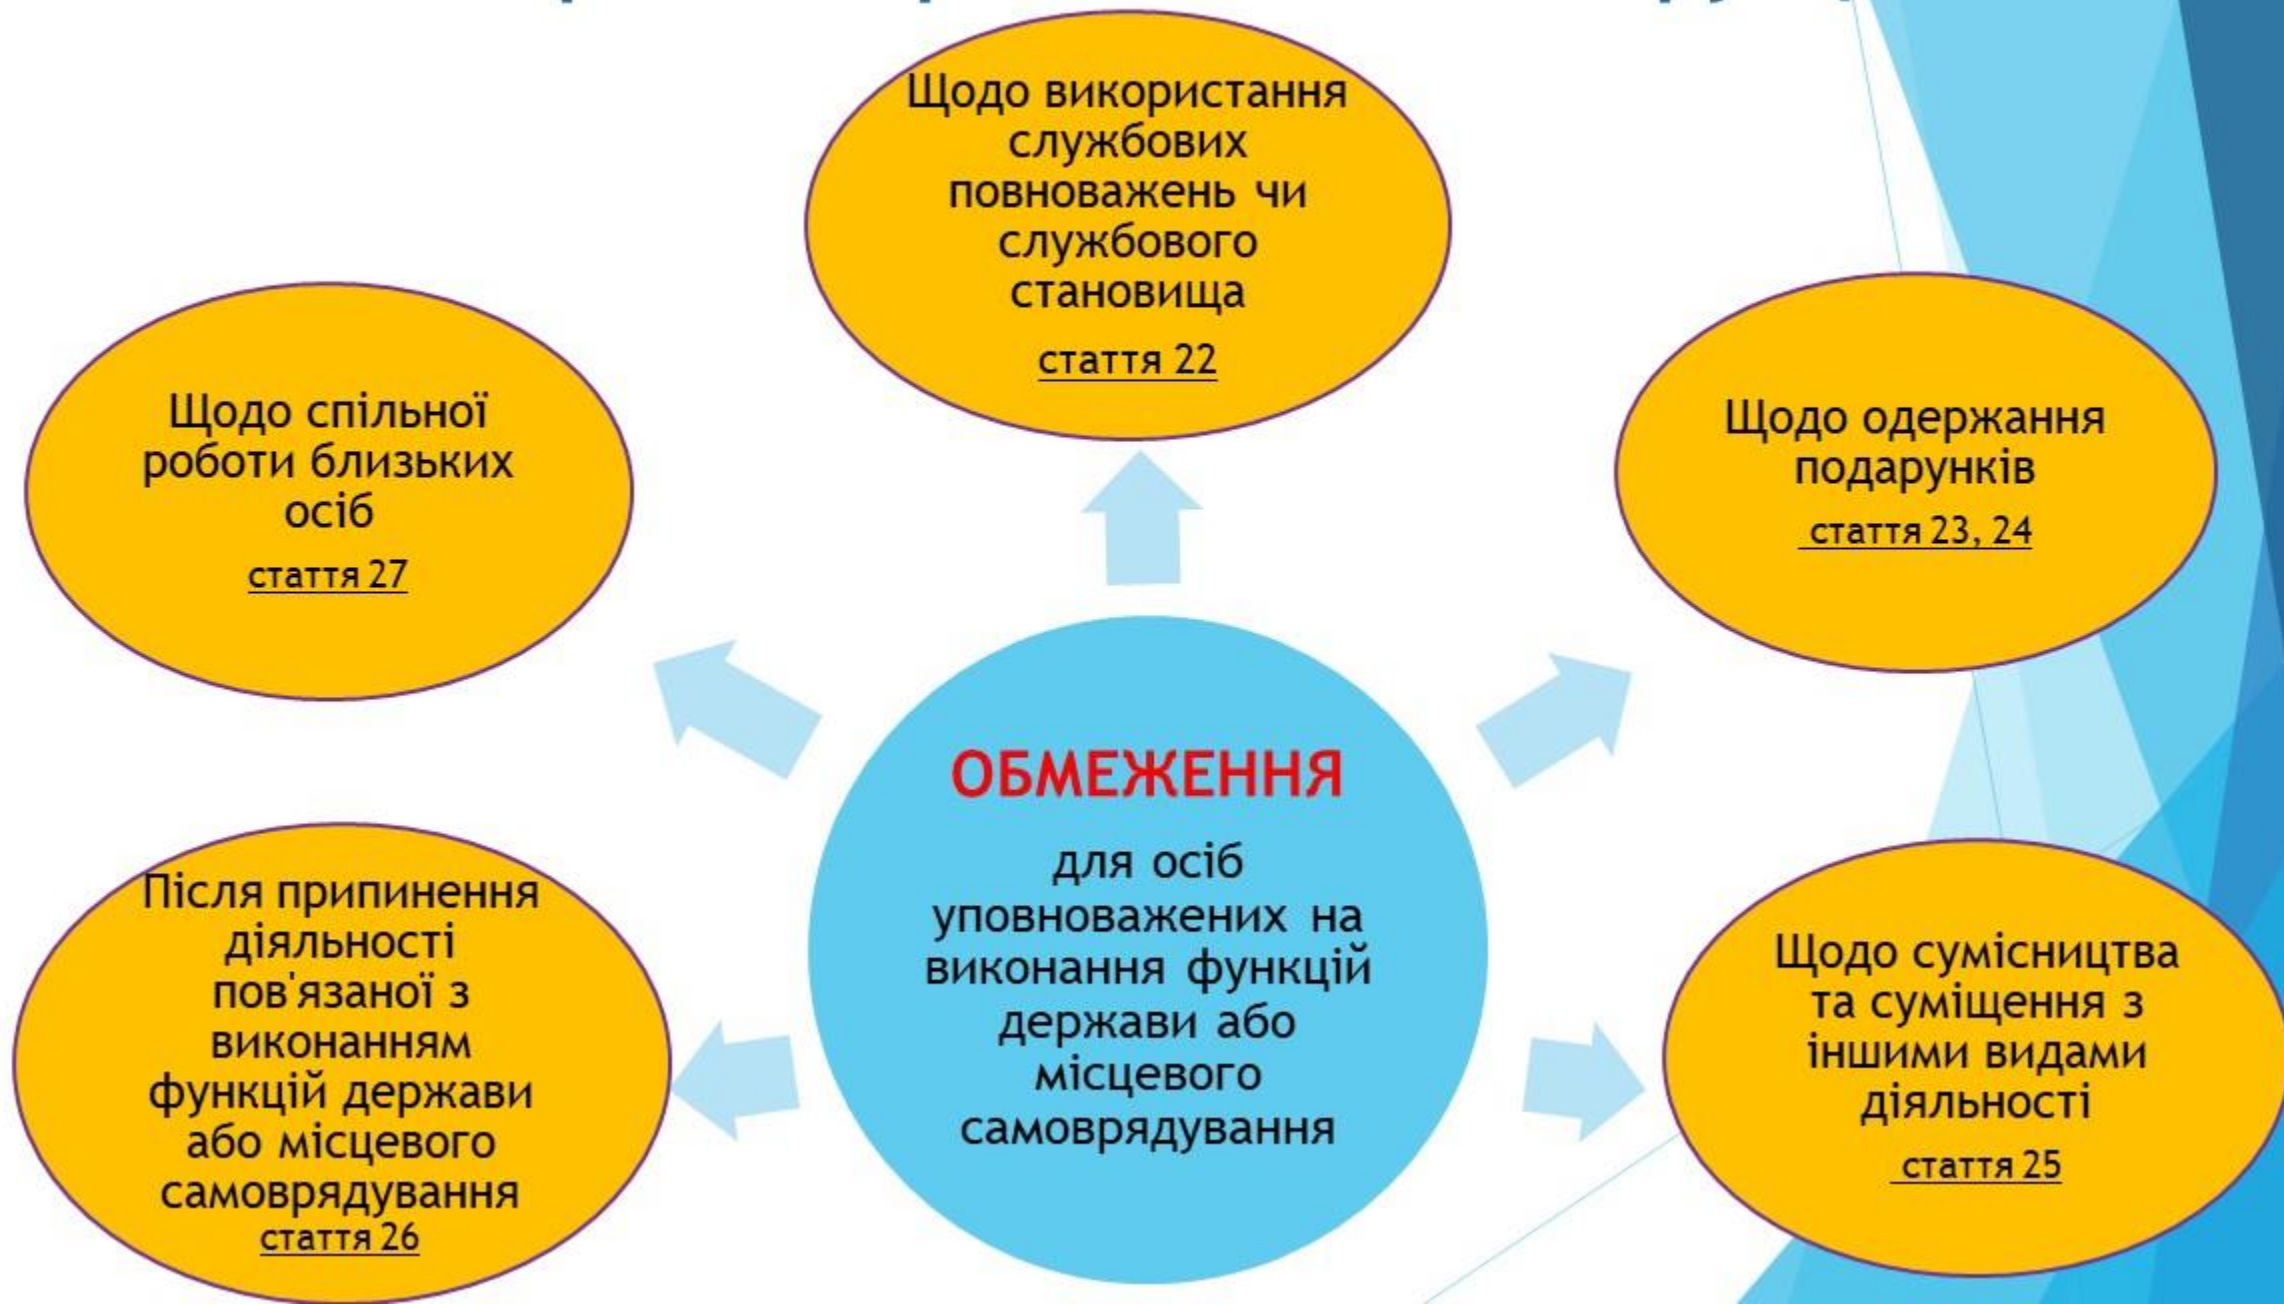 Щодо використання
службових
повноважень чи
службового
становища
стаття 22
Щодо спільної
роботи близьких
осіб
стаття 27
Щодо одержання
подарунків
стаття 23, 24
ОБМЕЖЕННЯ
для осіб
уповноважених на
виконання функцій
держави або
місцевого
самоврядування
Після припинення
діяльності
пов'язаної з
виконанням
функцій держави
або місцевого
самоврядування
стаття 26
Щодо сумісництва
та суміщення з
іншими видами
діяльності
стаття 25